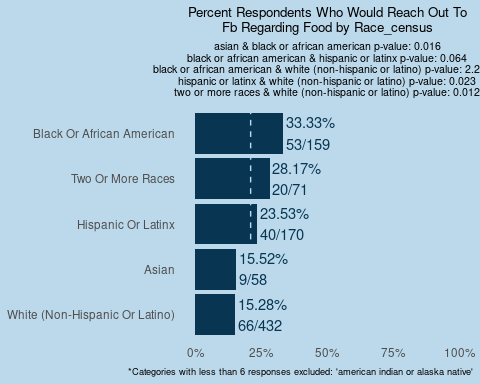 Percent Respondents Who Would Reach Out To
Fb Regarding Food by Race_census
asian & black or african american p-value: 0.016
black or african american & hispanic or latinx p-value: 0.064
black or african american & white (non-hispanic or latino) p-value: 2.2
hispanic or latinx & white (non-hispanic or latino) p-value: 0.023
two or more races & white (non-hispanic or latino) p-value: 0.012
Black Or African American
33.33%
53/159
Two Or More Races
28.17%
20/71
Hispanic Or Latinx
23.53%
40/170
Asian
15.52%
9/58
White (Non-Hispanic Or Latino)
15.28%
66/432
0% 25% 50% 75% 100%
*Categories with less than 6 responses excluded: 'american indian or alaska native'